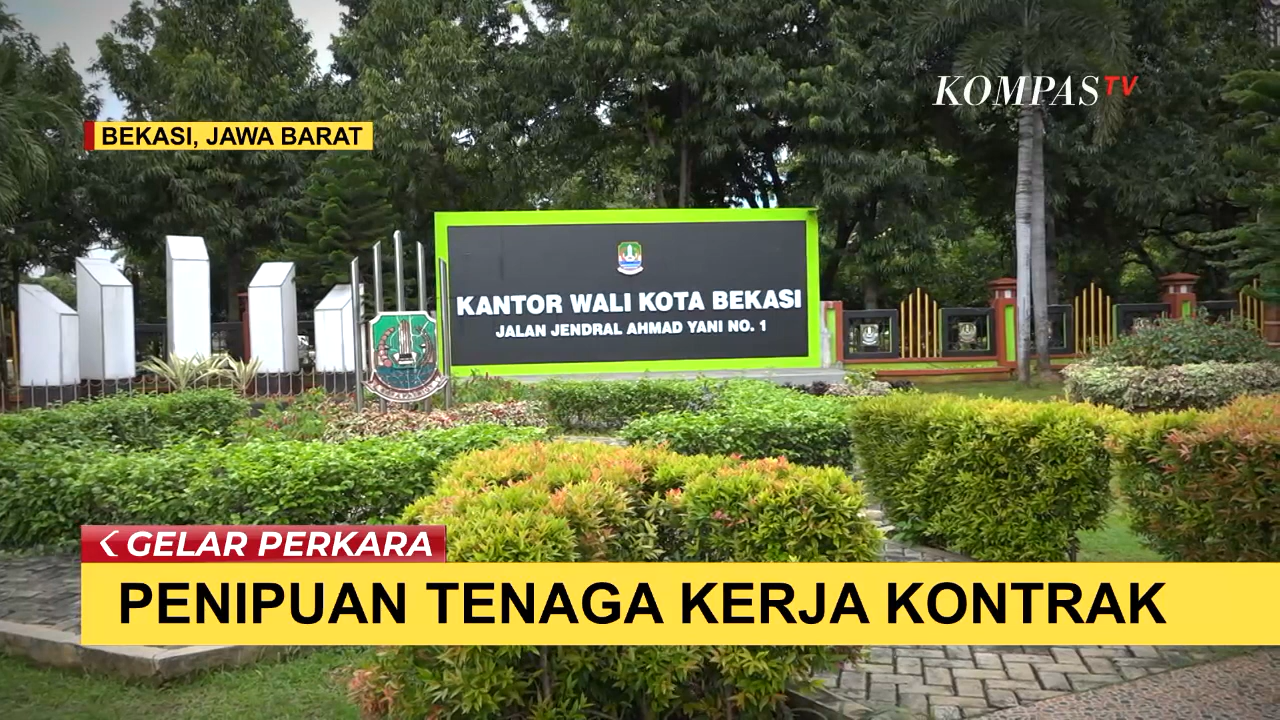 KOMPASTV
BEKASI, JAWA BARAT
KANTOR WALI KOTA BEKASI
JALAN JENDRAL AHMAD YANI NO. 1
GELAR PERKARA
PENIPUAN TENAGA KERJA KONTRAK